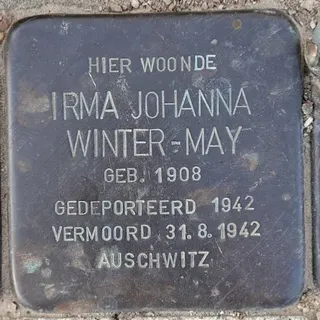 HIER WOONDE
IRMA JOHANNA
WINTER-MAY
GEB. 1908
GEDEPORTEERD 1942
VERMOORD 31.8.1942
AUSCHWITZ